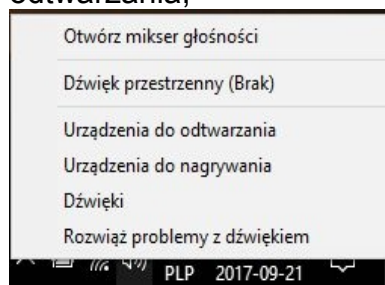 odtwarzania,
Otwórz mikser głośności
Dźwięk przestrzenny (Brak)
Urządzenia do odtwarzania
Urządzenia do nagrywania
Dźwięki
Rozwiąż problemy z dźwiękiem
PLP 2017-09-21